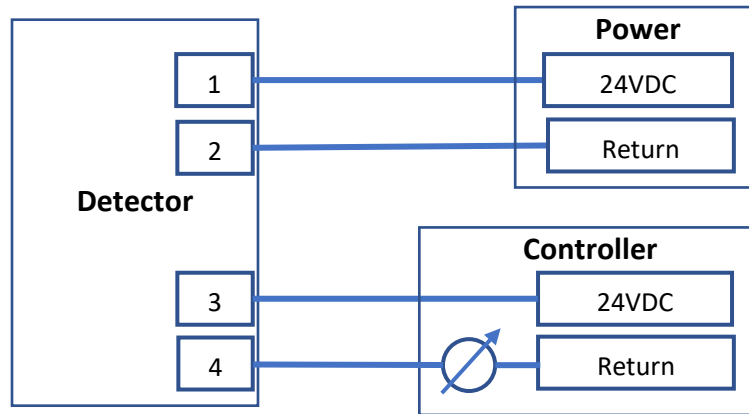 Power
1
24VDC
2
Return
Detector
Controller
3
24VDC
4
Return